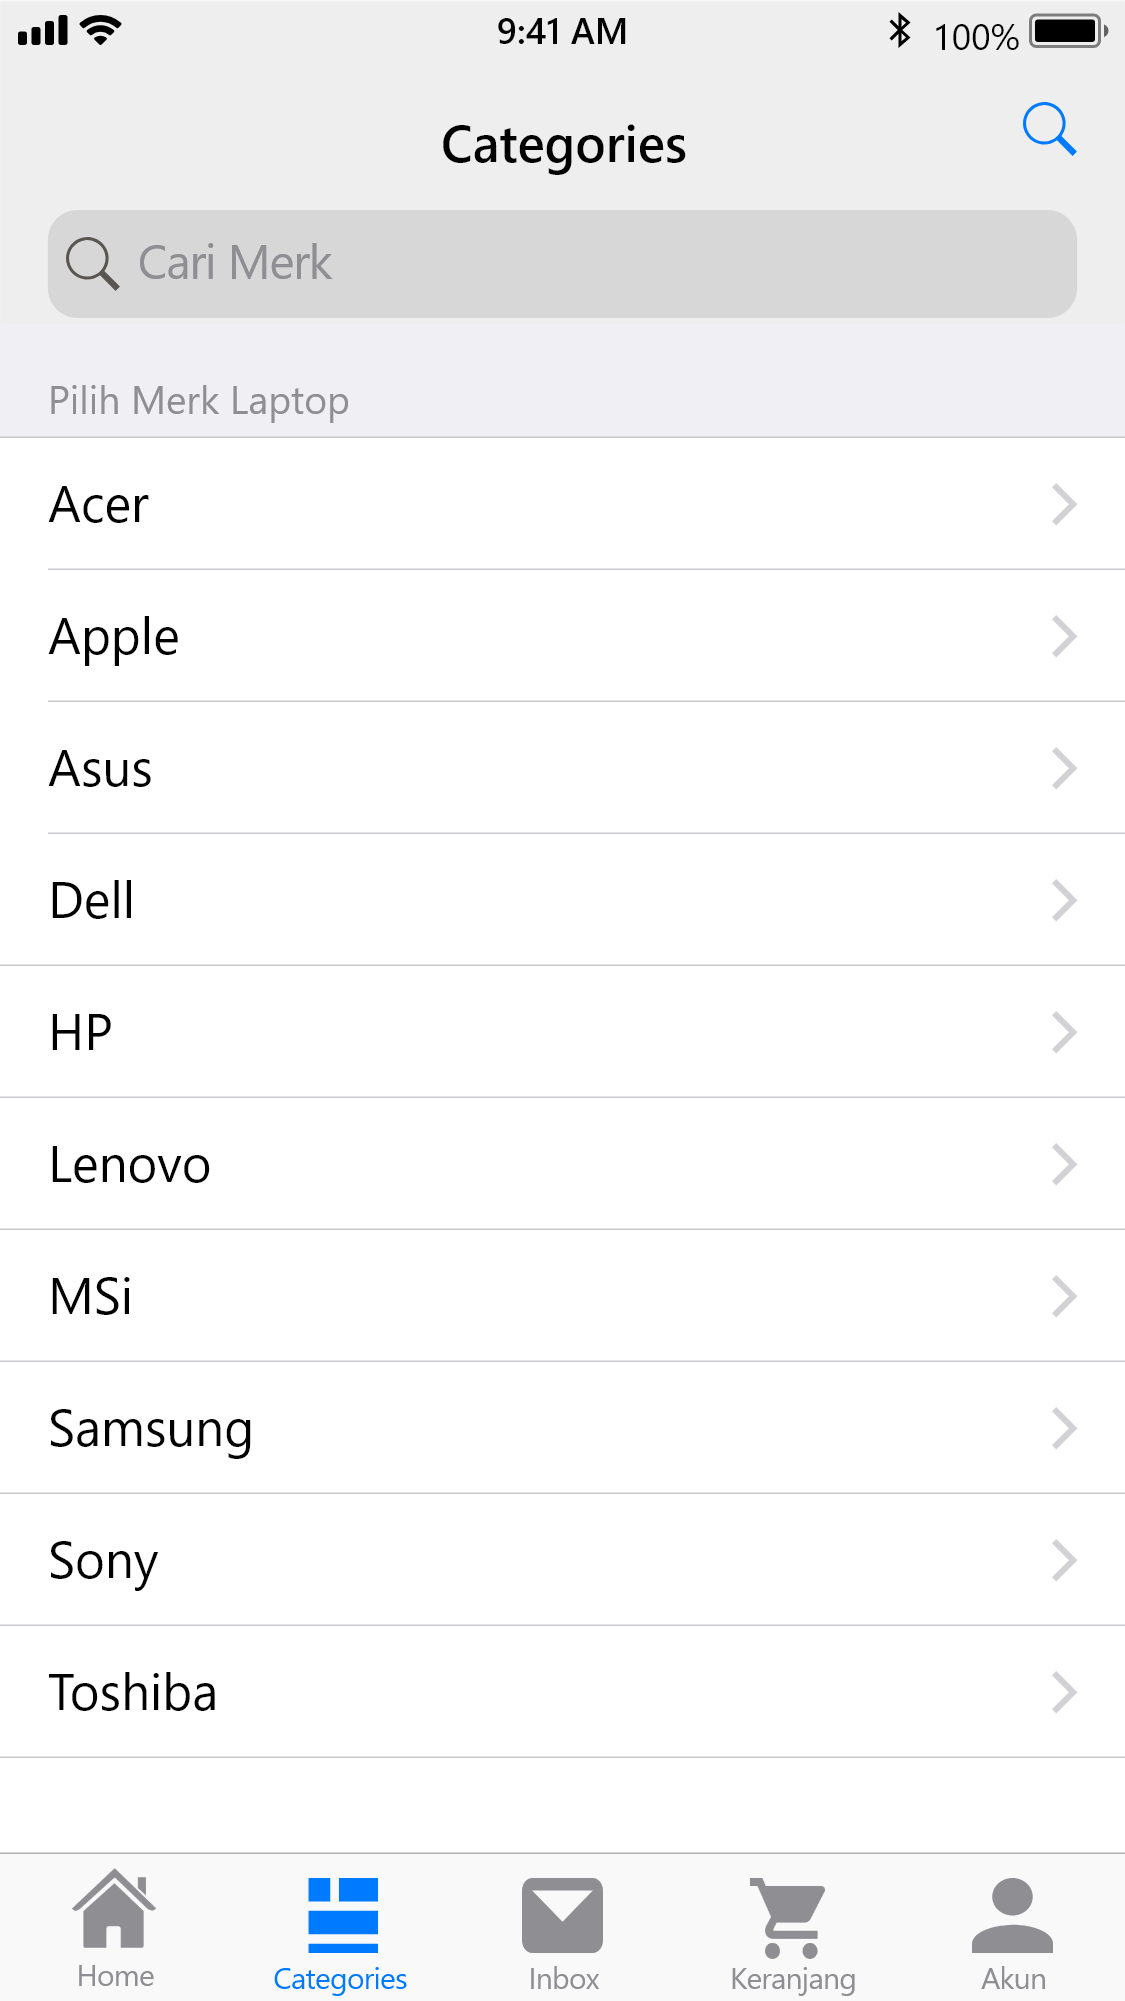 9:41 AM
100%
Categories
Cari Merk
Pilih Merk Laptop
Acer
Apple
Asus
Dell
HP
Lenovo
MSi
Samsung
Sony
Toshiba
Home
Categories
Inbox
Keranjang
Akun